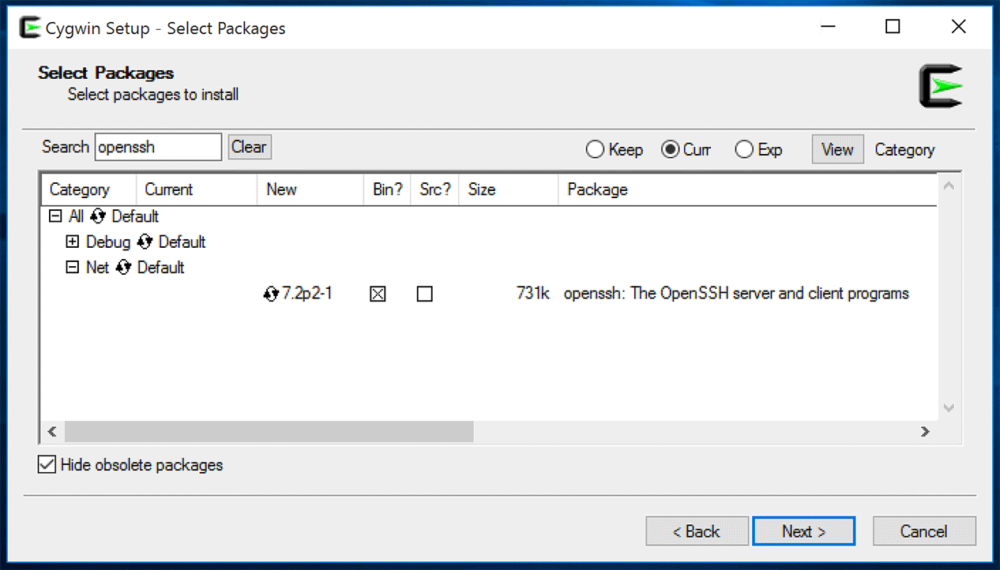 Cygwin Setup - Select Packages
Select Packages
Select packages to install
Search openssh Clear Keep Curr Exp View Category
Category Current New Bin? Src? Size Package
All Default
Debug Default
Net Default
7.2p2-1 731k openssh: The OpenSSH server and client programs
Hide obsolete packages
< Back Next > Cancel